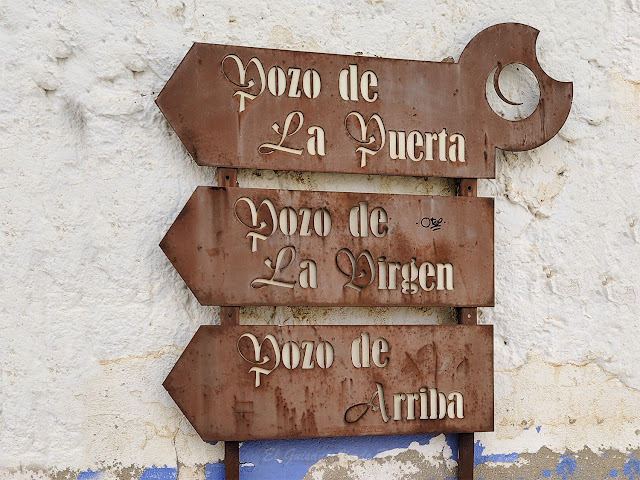 Pozo de
La Puerta
Pozo de
La Virgen
Pozo de
Arriba